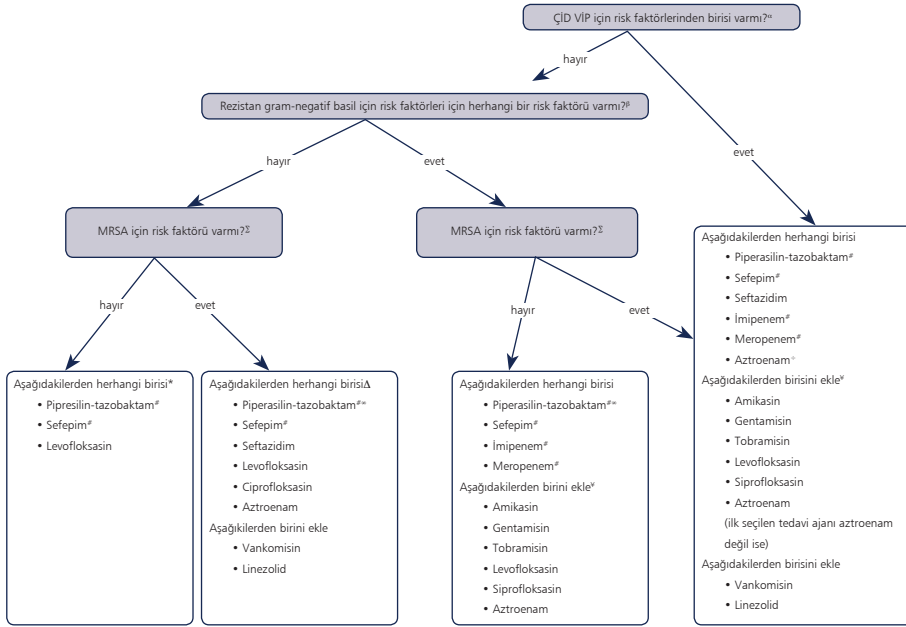 ÇİD VİP için risk faktörlerinden birisi varmı?ᵅ
hayır
evet
Rezistan gram-negatif basil için risk faktörleri için herhangi bir risk faktörü varmı?ᵝ
hayır
evet
MRSA için risk faktörü varmı?Σ
hayır
evet
MRSA için risk faktörü varmı?Σ
hayır
evet
Aşağıdakilerden herhangi birisi*
• Pipresilin-tazobaktam#
• Sefepim#
• Levofloksasin
Aşağıdakilerden herhangi birisiΔ
• Piperasilin-tazobaktam#∞
• Sefepim#
• Seftazidim
• Levofloksasin
• Ciprofloksasin
• Aztroenam
Aşağıkilerden birini ekle
• Vankomisin
• Linezolid
Aşağıdakilerden herhangi birisi
• Piperasilin-tazobaktam#∞
• Sefepim#
• İmipenem#
• Meropenem#
Aşağıdakilerden birini ekle¥
• Amikasin
• Gentamisin
• Tobramisin
• Levofloksasin
• Siprofloksasin
• Aztroenam
Aşağıdakilerden herhangi birisi
• Piperasilin-tazobaktam#
• Sefepim#
• Seftazidim
• İmipenem#
• Meropenem#
• Aztroenam
Aşağıdakilerden birisini ekle¥
• Amikasin
• Gentamisin
• Tobramisin
• Levofloksasin
• Siprofloksasin
• Aztroenam
(ilk seçilen tedavi ajanı aztroenam
değil ise)
Aşağıdakilerden birisini ekle
• Vankomisin
• Linezolid